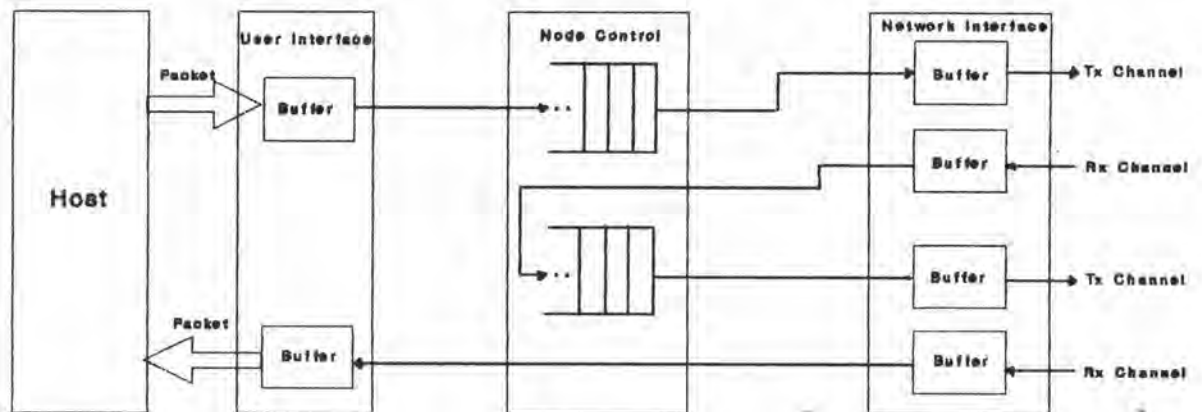 User Interface
Node Control
Network Interface
Packet
Buffer
Buffer
Tx Channel
Buffer
Rx Channel
Host
Buffer
Tx Channel
Packet
Buffer
Buffer
Rx Channel